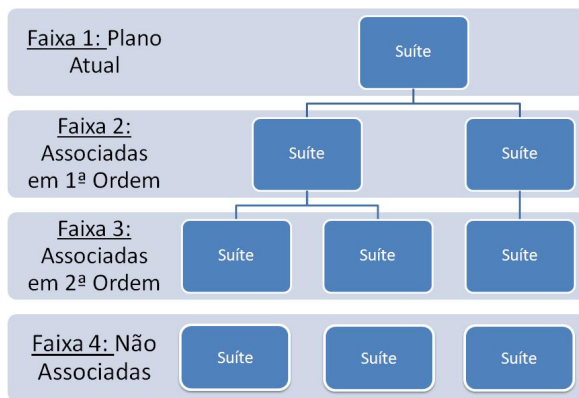 Faixa 1: Plano
Atual
Suíte
Faixa 2:
Associadas
em 1ª Ordem
Suíte
Suíte
Faixa 3:
Associadas
em 2ª Ordem
Suíte
Suíte
Suíte
Faixa 4: Não
Associadas
Suíte
Suíte
Suíte